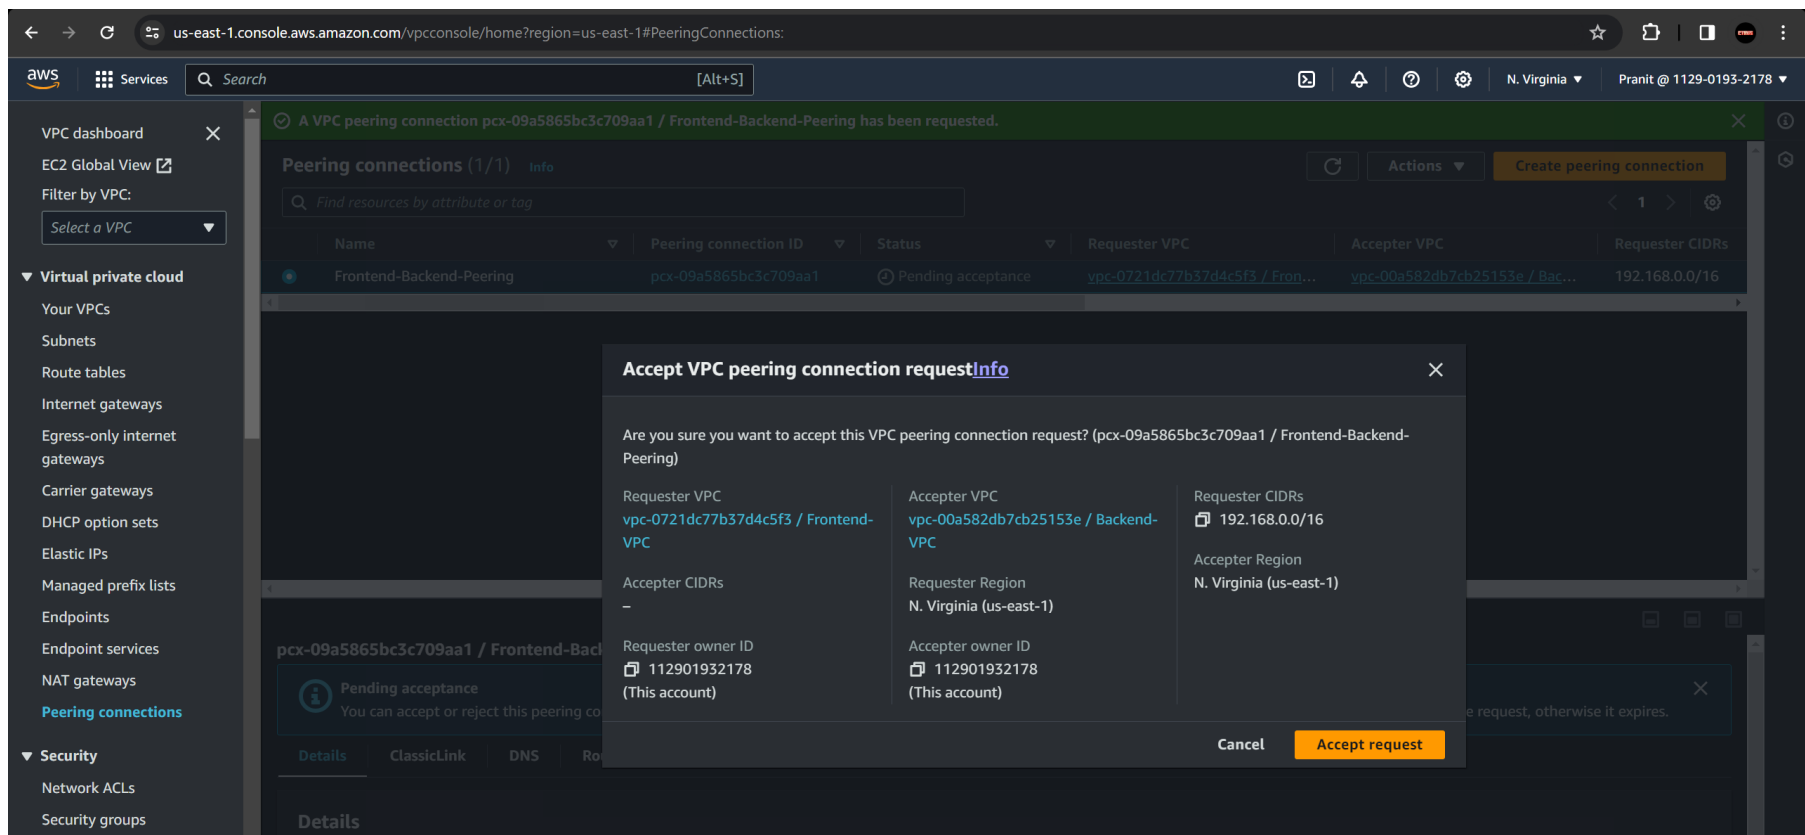 us-east-1.console.aws.amazon.com/vpcconsole/home?region=us-east-1#PeeringConnections:
aws
Services
Search
[Alt+S]
N. Virginia
Pranit @ 1129-0193-2178
VPC dashboard
EC2 Global View
Filter by VPC:
Select a VPC
Virtual private cloud
Your VPCs
Subnets
Route tables
Internet gateways
Egress-only internet
gateways
Carrier gateways
DHCP option sets
Elastic IPs
Managed prefix lists
Endpoints
Endpoint services
NAT gateways
Peering connections
Security
Network ACLs
Security groups
A VPC peering connection pcx-09a5865bc3c709aa1 / Frontend-Backend-Peering has been requested.
Peering connections (1/1) Info
Actions
Create peering connection
Find resources by attribute or tag
1
Name Peering connection ID Status Requester VPC Accepter VPC Requester CIDRs
Frontend-Backend-Peering pcx-09a5865bc3c709aa1 Pending acceptance vpc-0721dc77b37d4c5f3 / Fron... vpc-00a582db7cb25153e / Bac... 192.168.0.0/16
Accept VPC peering connection requestInfo
Are you sure you want to accept this VPC peering connection request? (pcx-09a5865bc3c709aa1 / Frontend-Backend-
Peering)
Requester VPC
vpc-0721dc77b37d4c5f3 / Frontend-
VPC
Accepter VPC
vpc-00a582db7cb25153e / Backend-
VPC
Requester CIDRs
192.168.0.0/16
Accepter CIDRs
–
Requester Region
N. Virginia (us-east-1)
Accepter Region
N. Virginia (us-east-1)
Requester owner ID
112901932178
(This account)
Accepter owner ID
112901932178
(This account)
Cancel
Accept request
pcx-09a5865bc3c709aa1 / Frontend-Bac
Pending acceptance
You can accept or reject this peering co
e request, otherwise it expires.
Details ClassicLink DNS Ro
Details